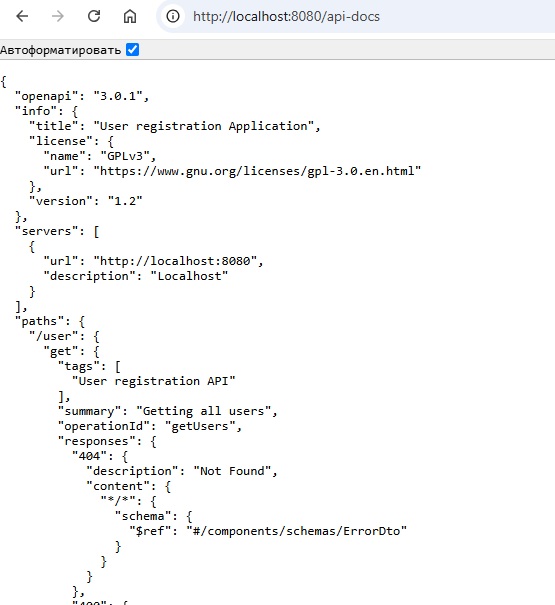 http://localhost:8080/api-docs
Автоформатировать
{
  "openapi": "3.0.1",
  "info": {
    "title": "User registration Application",
    "license": {
      "name": "GPLv3",
      "url": "https://www.gnu.org/licenses/gpl-3.0.en.html"
    },
    "version": "1.2"
  },
  "servers": [
    {
      "url": "http://localhost:8080",
      "description": "Localhost"
    }
  ],
  "paths": {
    "/user": {
      "get": {
        "tags": [
          "User registration API"
        ],
        "summary": "Getting all users",
        "operationId": "getUsers",
        "responses": {
          "404": {
            "description": "Not Found",
            "content": {
              "*/*": {
                "schema": {
                  "$ref": "#/components/schemas/ErrorDto"
                }
              }
            }
          },